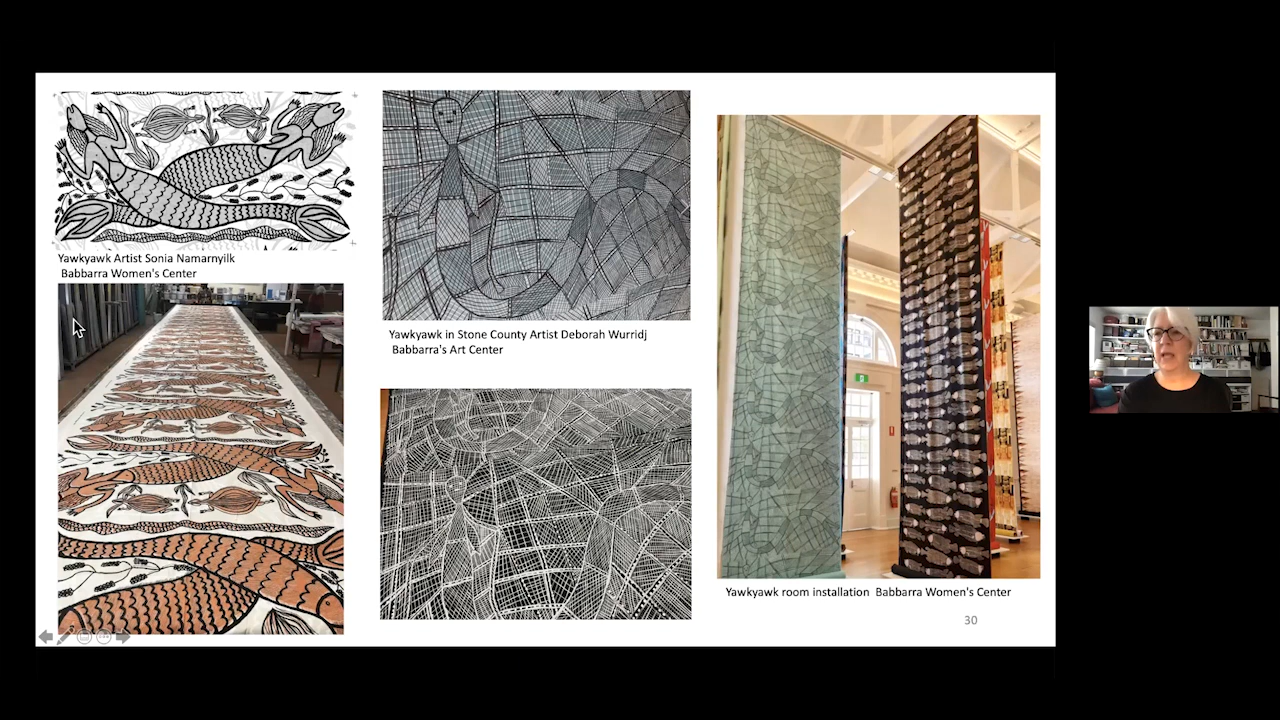 Yawkyawk Artist Sonia Namarnyilk
Babbarra Women's Center
Yawkyawk in Stone County Artist Deborah Wurridj
Babbarra's Art Center
Yawkyawk room installation Babbarra Women's Center
30